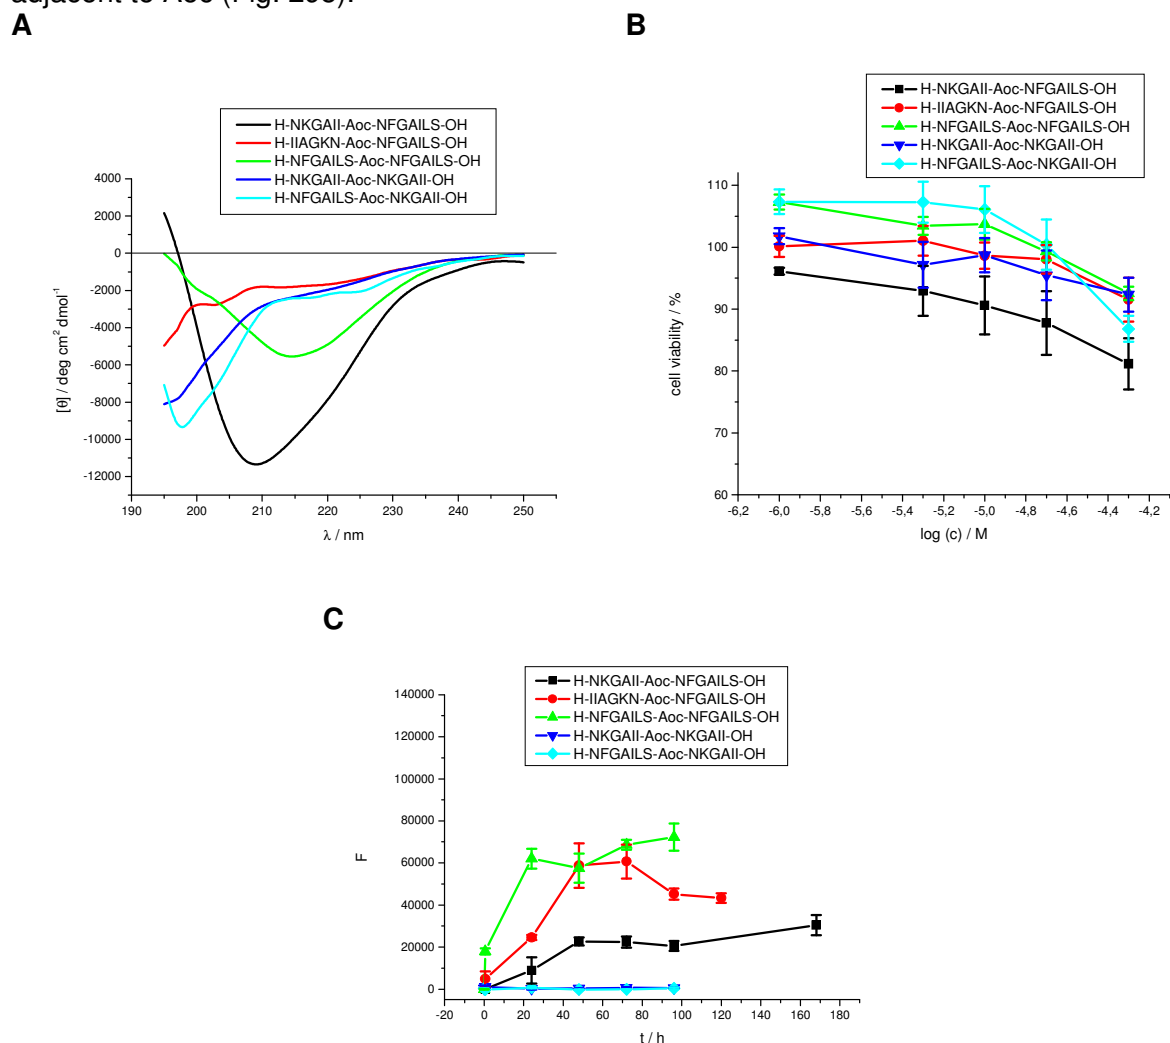 adjacent to Aoc (Fig. 29C).
A
B
H-NKGAII-Aoc-NFGAILS-OH
H-IIAGKN-Aoc-NFGAILS-OH
H-NFGAILS-Aoc-NFGAILS-OH
H-NKGAII-Aoc-NKGAII-OH
H-NFGAILS-Aoc-NKGAII-OH
4000
2000
0
-2000
-4000
-6000
-8000
-10000
-12000
[θ] / deg cm² dmol⁻¹
190 200 210 220 230 240 250
λ / nm
H-NKGAII-Aoc-NFGAILS-OH
H-IIAGKN-Aoc-NFGAILS-OH
H-NFGAILS-Aoc-NFGAILS-OH
H-NKGAII-Aoc-NKGAII-OH
H-NFGAILS-Aoc-NKGAII-OH
110
100
90
80
70
60
cell viability / %
-6,2 -6,0 -5,8 -5,6 -5,4 -5,2 -5,0 -4,8 -4,6 -4,4 -4,2
log (c) / M
C
H-NKGAII-Aoc-NFGAILS-OH
H-IIAGKN-Aoc-NFGAILS-OH
H-NFGAILS-Aoc-NFGAILS-OH
H-NKGAII-Aoc-NKGAII-OH
H-NFGAILS-Aoc-NKGAII-OH
140000
120000
100000
80000
60000
40000
20000
0
F
-20 0 20 40 60 80 100 120 140 160 180
t / h